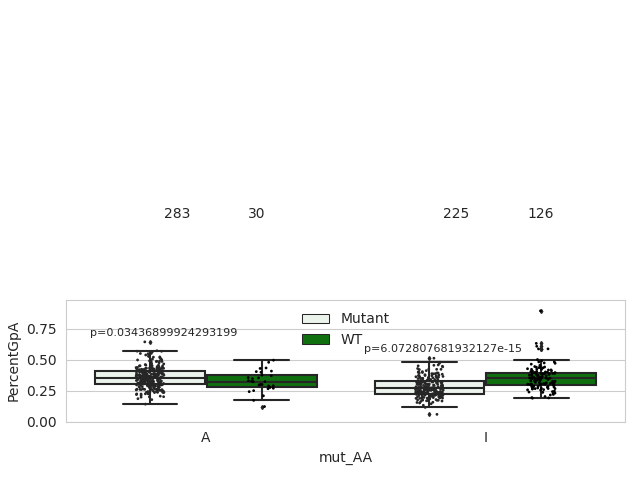 283 30 225 126
PercentGpA
0.75
0.50
0.25
0.00
p=0.03436899924293199
Mutant
WT
p=6.072807681932127e-15
A I
mut_AA